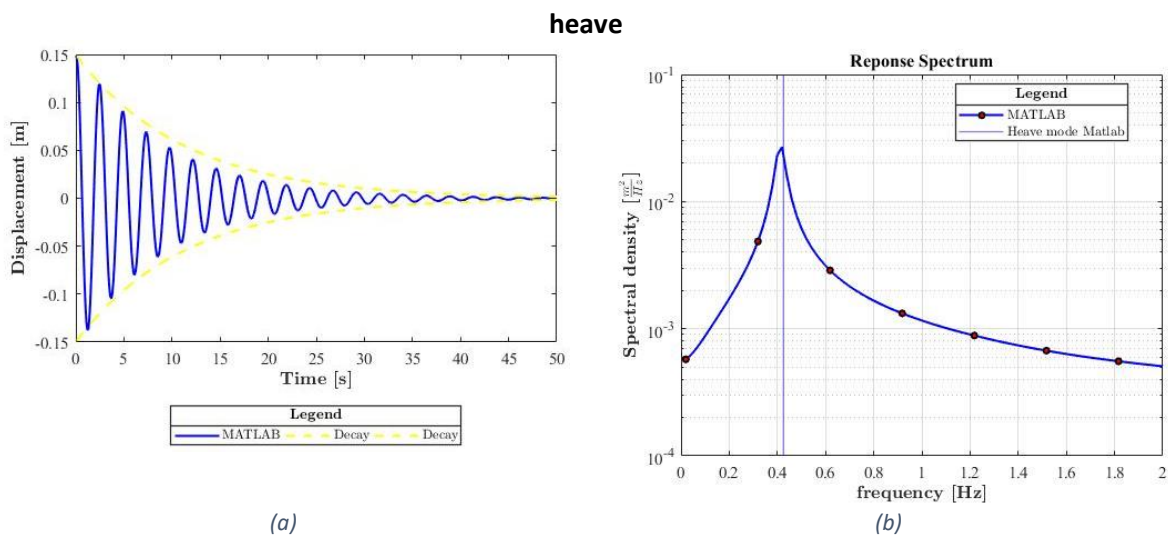 heave
0.15
0.1
0.05
0
-0.05
-0.1
-0.15
Displacement [m]
0 5 10 15 20 25 30 35 40 45 50
Time [s]
Legend
MATLAB Decay Decay
(a)
Reponse Spectrum
10-1
10-2
10-3
10-4
Spectral density [m2/Hz]
Legend
MATLAB
Heave mode Matlab
0 0.2 0.4 0.6 0.8 1 1.2 1.4 1.6 1.8 2
frequency [Hz]
(b)